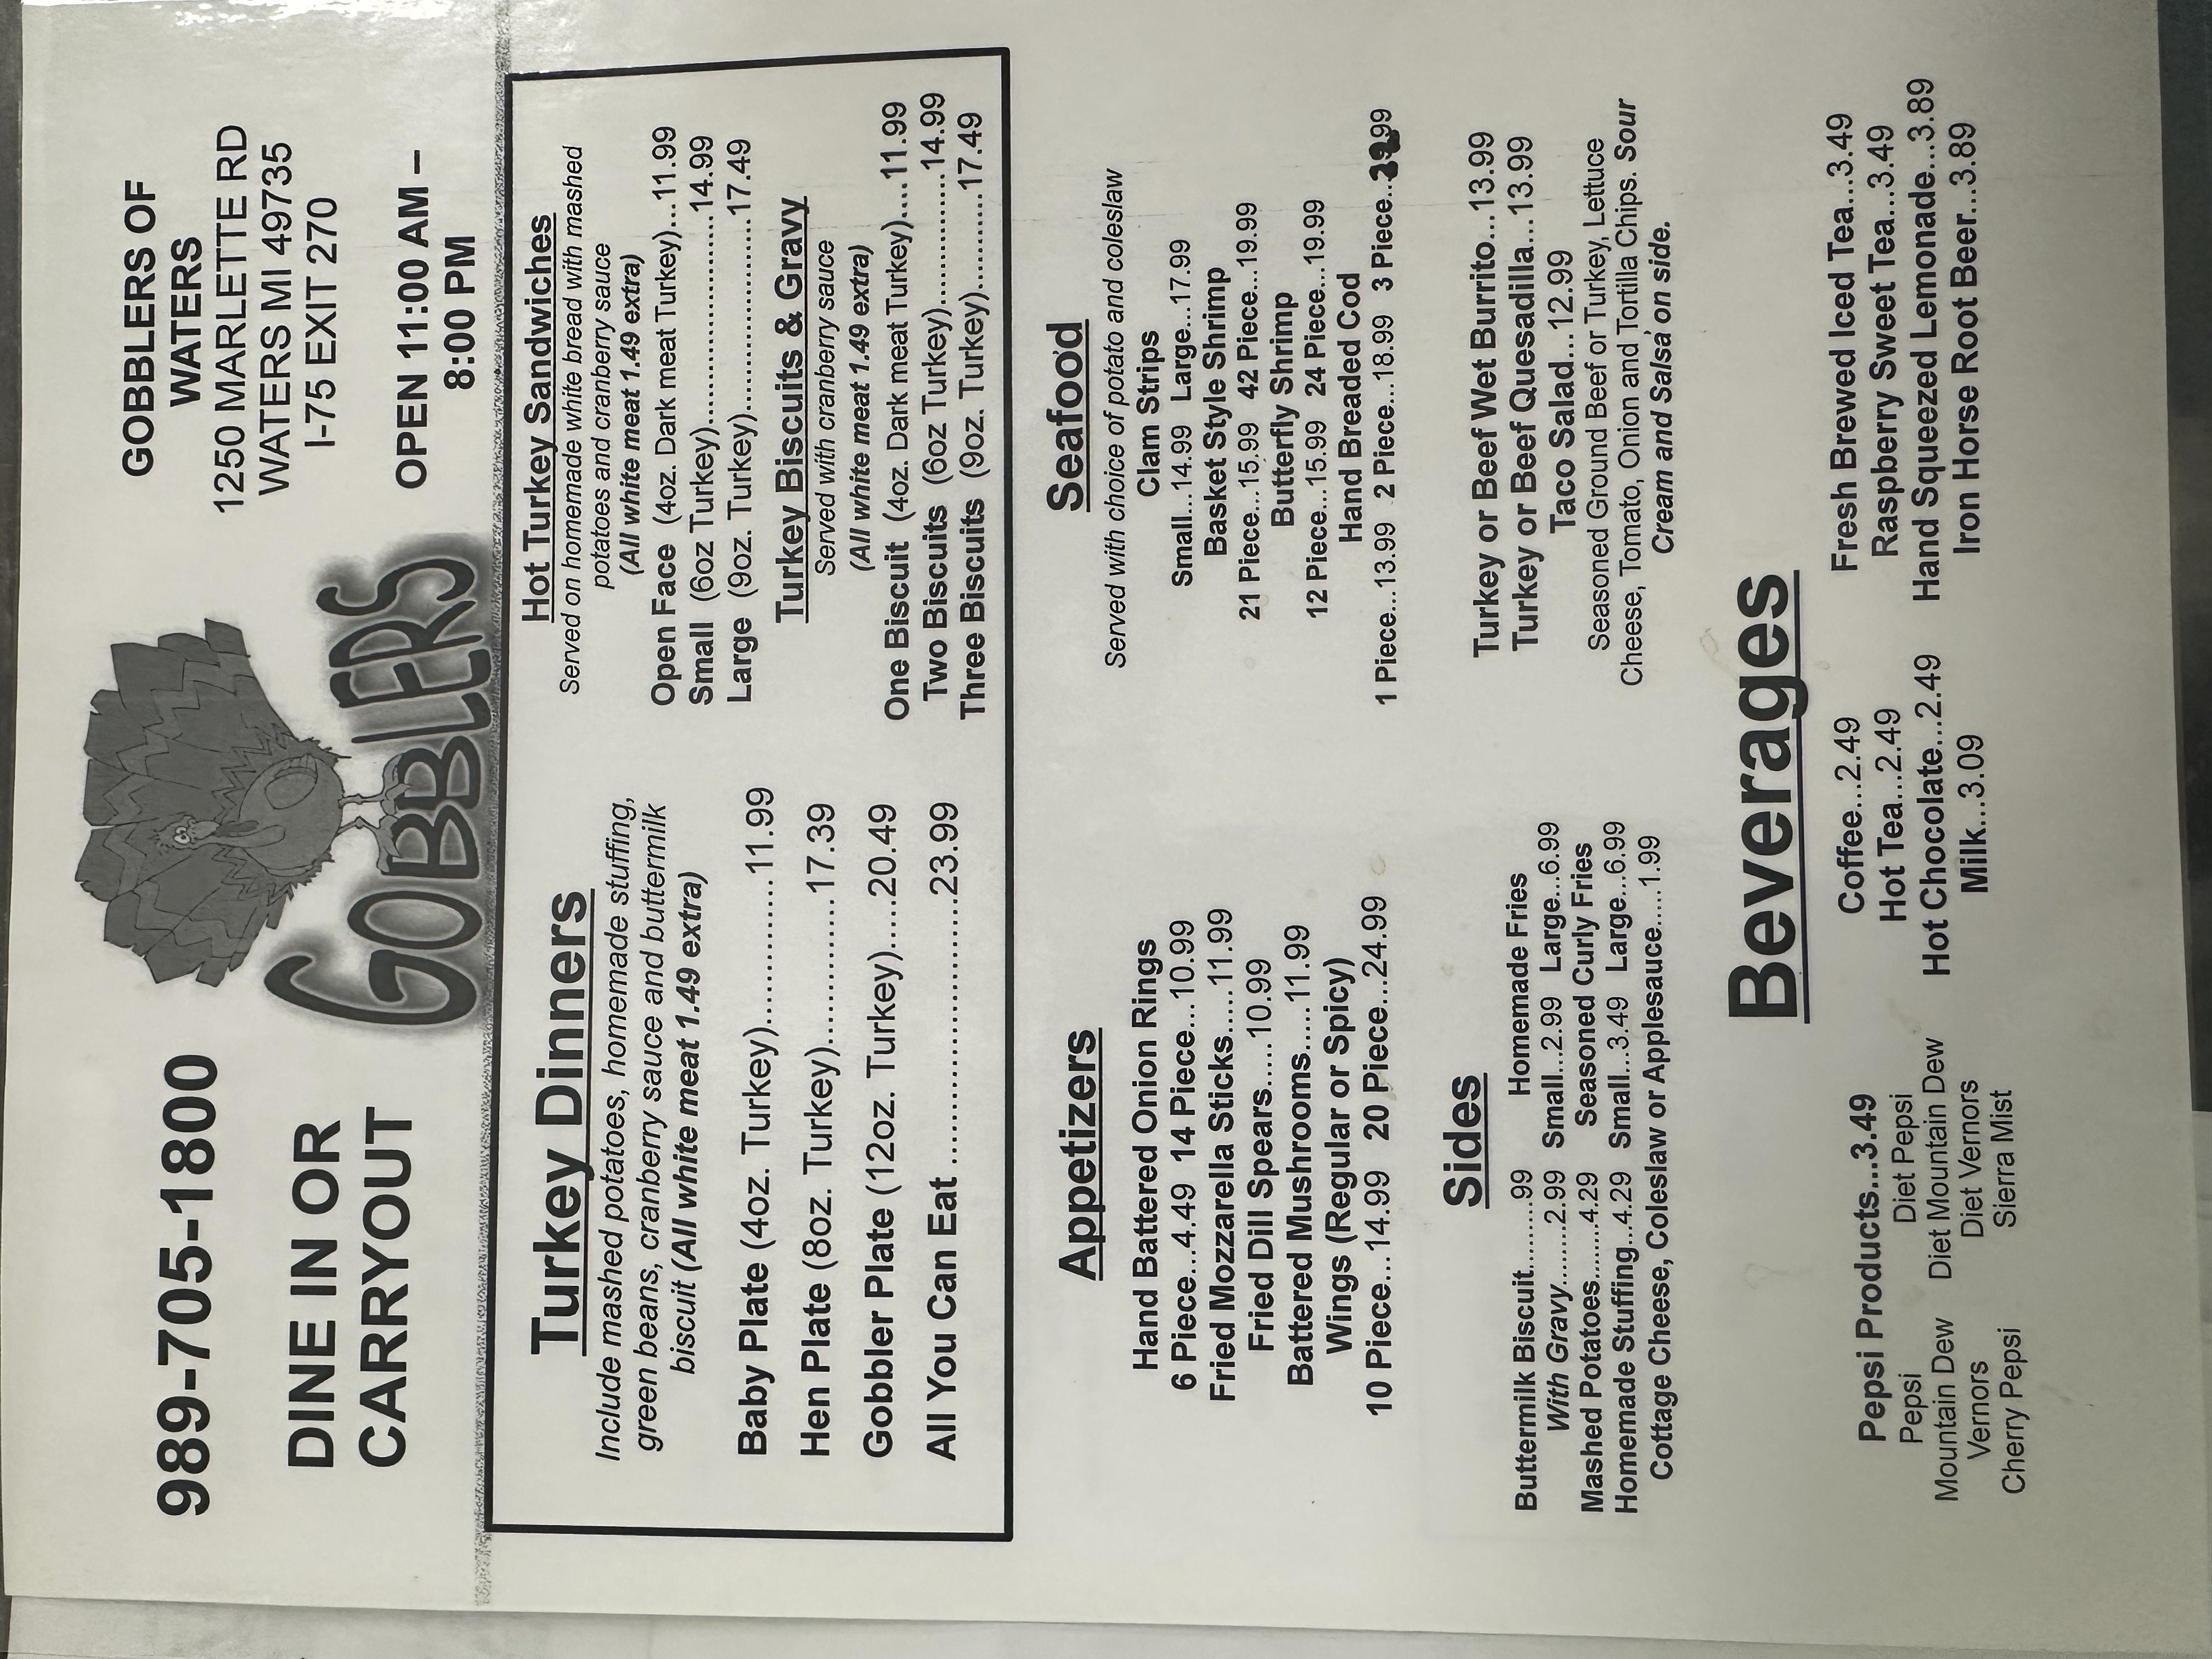 989-705-1800
DINE IN OR
CARRYOUT
GOBBLERS
GOBBLERS OF
WATERS
1250 MARLETTE RD
WATERS MI 49735
I-75 EXIT 270
OPEN 11:00 AM –
8:00 PM
Turkey Dinners
Include mashed potatoes, homemade stuffing,
green beans, cranberry sauce and buttermilk
biscuit (All white meat 1.49 extra)
Baby Plate (4oz. Turkey).............11.99
Hen Plate (8oz. Turkey)............17.39
Gobbler Plate (12oz. Turkey).....20.49
All You Can Eat ..........................23.99
Hot Turkey Sandwiches
Served on homemade white bread with mashed
potatoes and cranberry sauce
(All white meat 1.49 extra)
Open Face (4oz. Dark meat Turkey)...11.99
Small (6oz Turkey)........................14.99
Large (9oz. Turkey)........................17.49
Turkey Biscuits & Gravy
Served with cranberry sauce
(All white meat 1.49 extra)
One Biscuit (4oz. Dark meat Turkey)....11.99
Two Biscuits (6oz Turkey)...............14.99
Three Biscuits (9oz. Turkey)...........17.49
Appetizers
Hand Battered Onion Rings
6 Piece...4.49 14 Piece...10.99
Fried Mozzarella Sticks.....11.99
Fried Dill Spears.....10.99
Battered Mushrooms.....11.99
Wings (Regular or Spicy)
10 Piece...14.99 20 Piece...24.99
Seafood
Served with choice of potato and coleslaw
Clam Strips
Small...14.99 Large...17.99
Basket Style Shrimp
21 Piece...15.99 42 Piece...19.99
Butterfly Shrimp
12 Piece...15.99 24 Piece...19.99
Hand Breaded Cod
1 Piece...13.99 2 Piece...18.99 3 Piece...
Sides
Buttermilk Biscuit........99
With Gravy.......2.99
Mashed Potatoes.......4.29
Homemade Stuffing...4.29
Homemade Fries
Small...2.99 Large...6.99
Seasoned Curly Fries
Small...3.49 Large...6.99
Cottage Cheese, Coleslaw or Applesauce.....1.99
Turkey or Beef Wet Burrito...13.99
Turkey or Beef Quesadilla...13.99
Taco Salad... 12.99
Seasoned Ground Beef or Turkey, Lettuce
Cheese, Tomato, Onion and Tortilla Chips. Sour
Cream and Salsa on side.
Beverages
Pepsi Products...3.49
Pepsi Diet Pepsi
Mountain Dew Diet Mountain Dew
Vernors Diet Vernors
Cherry Pepsi Sierra Mist
Coffee...2.49
Hot Tea...2.49
Hot Chocolate...2.49
Milk...3.09
Fresh Brewed Iced Tea...3.49
Raspberry Sweet Tea...3.49
Hand Squeezed Lemonade...3.89
Iron Horse Root Beer...3.89